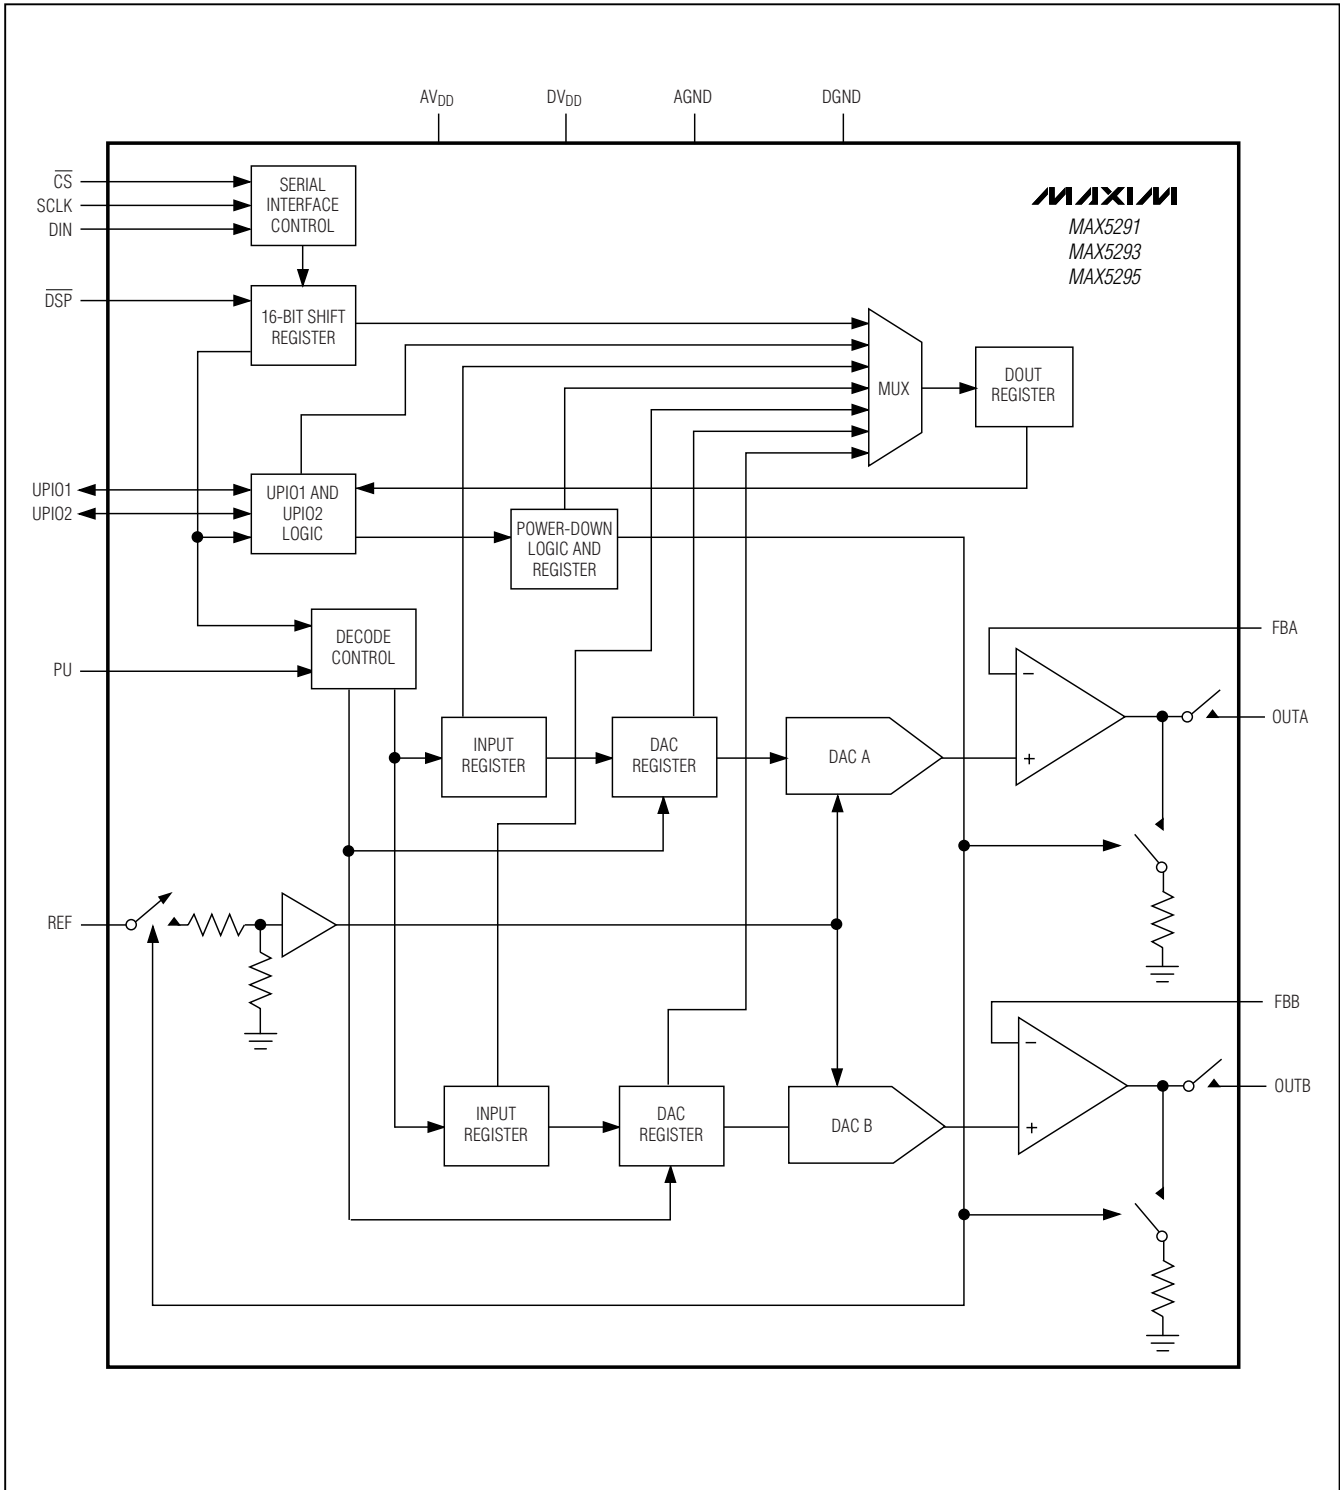 AVDD
DVDD
AGND
DGND
CS
SCLK
DIN
SERIAL
INTERFACE
CONTROL
MAXIM
MAX5291
MAX5293
MAX5295
DSP
16-BIT SHIFT
REGISTER
MUX
DOUT
REGISTER
UPIO1
UPIO2
UPIO1 AND
UPIO2
LOGIC
POWER-DOWN
LOGIC AND
REGISTER
DECODE
CONTROL
PU
FBA
−
+
OUTA
INPUT
REGISTER
DAC
REGISTER
DAC A
REF
FBB
−
+
OUTB
INPUT
REGISTER
DAC
REGISTER
DAC B